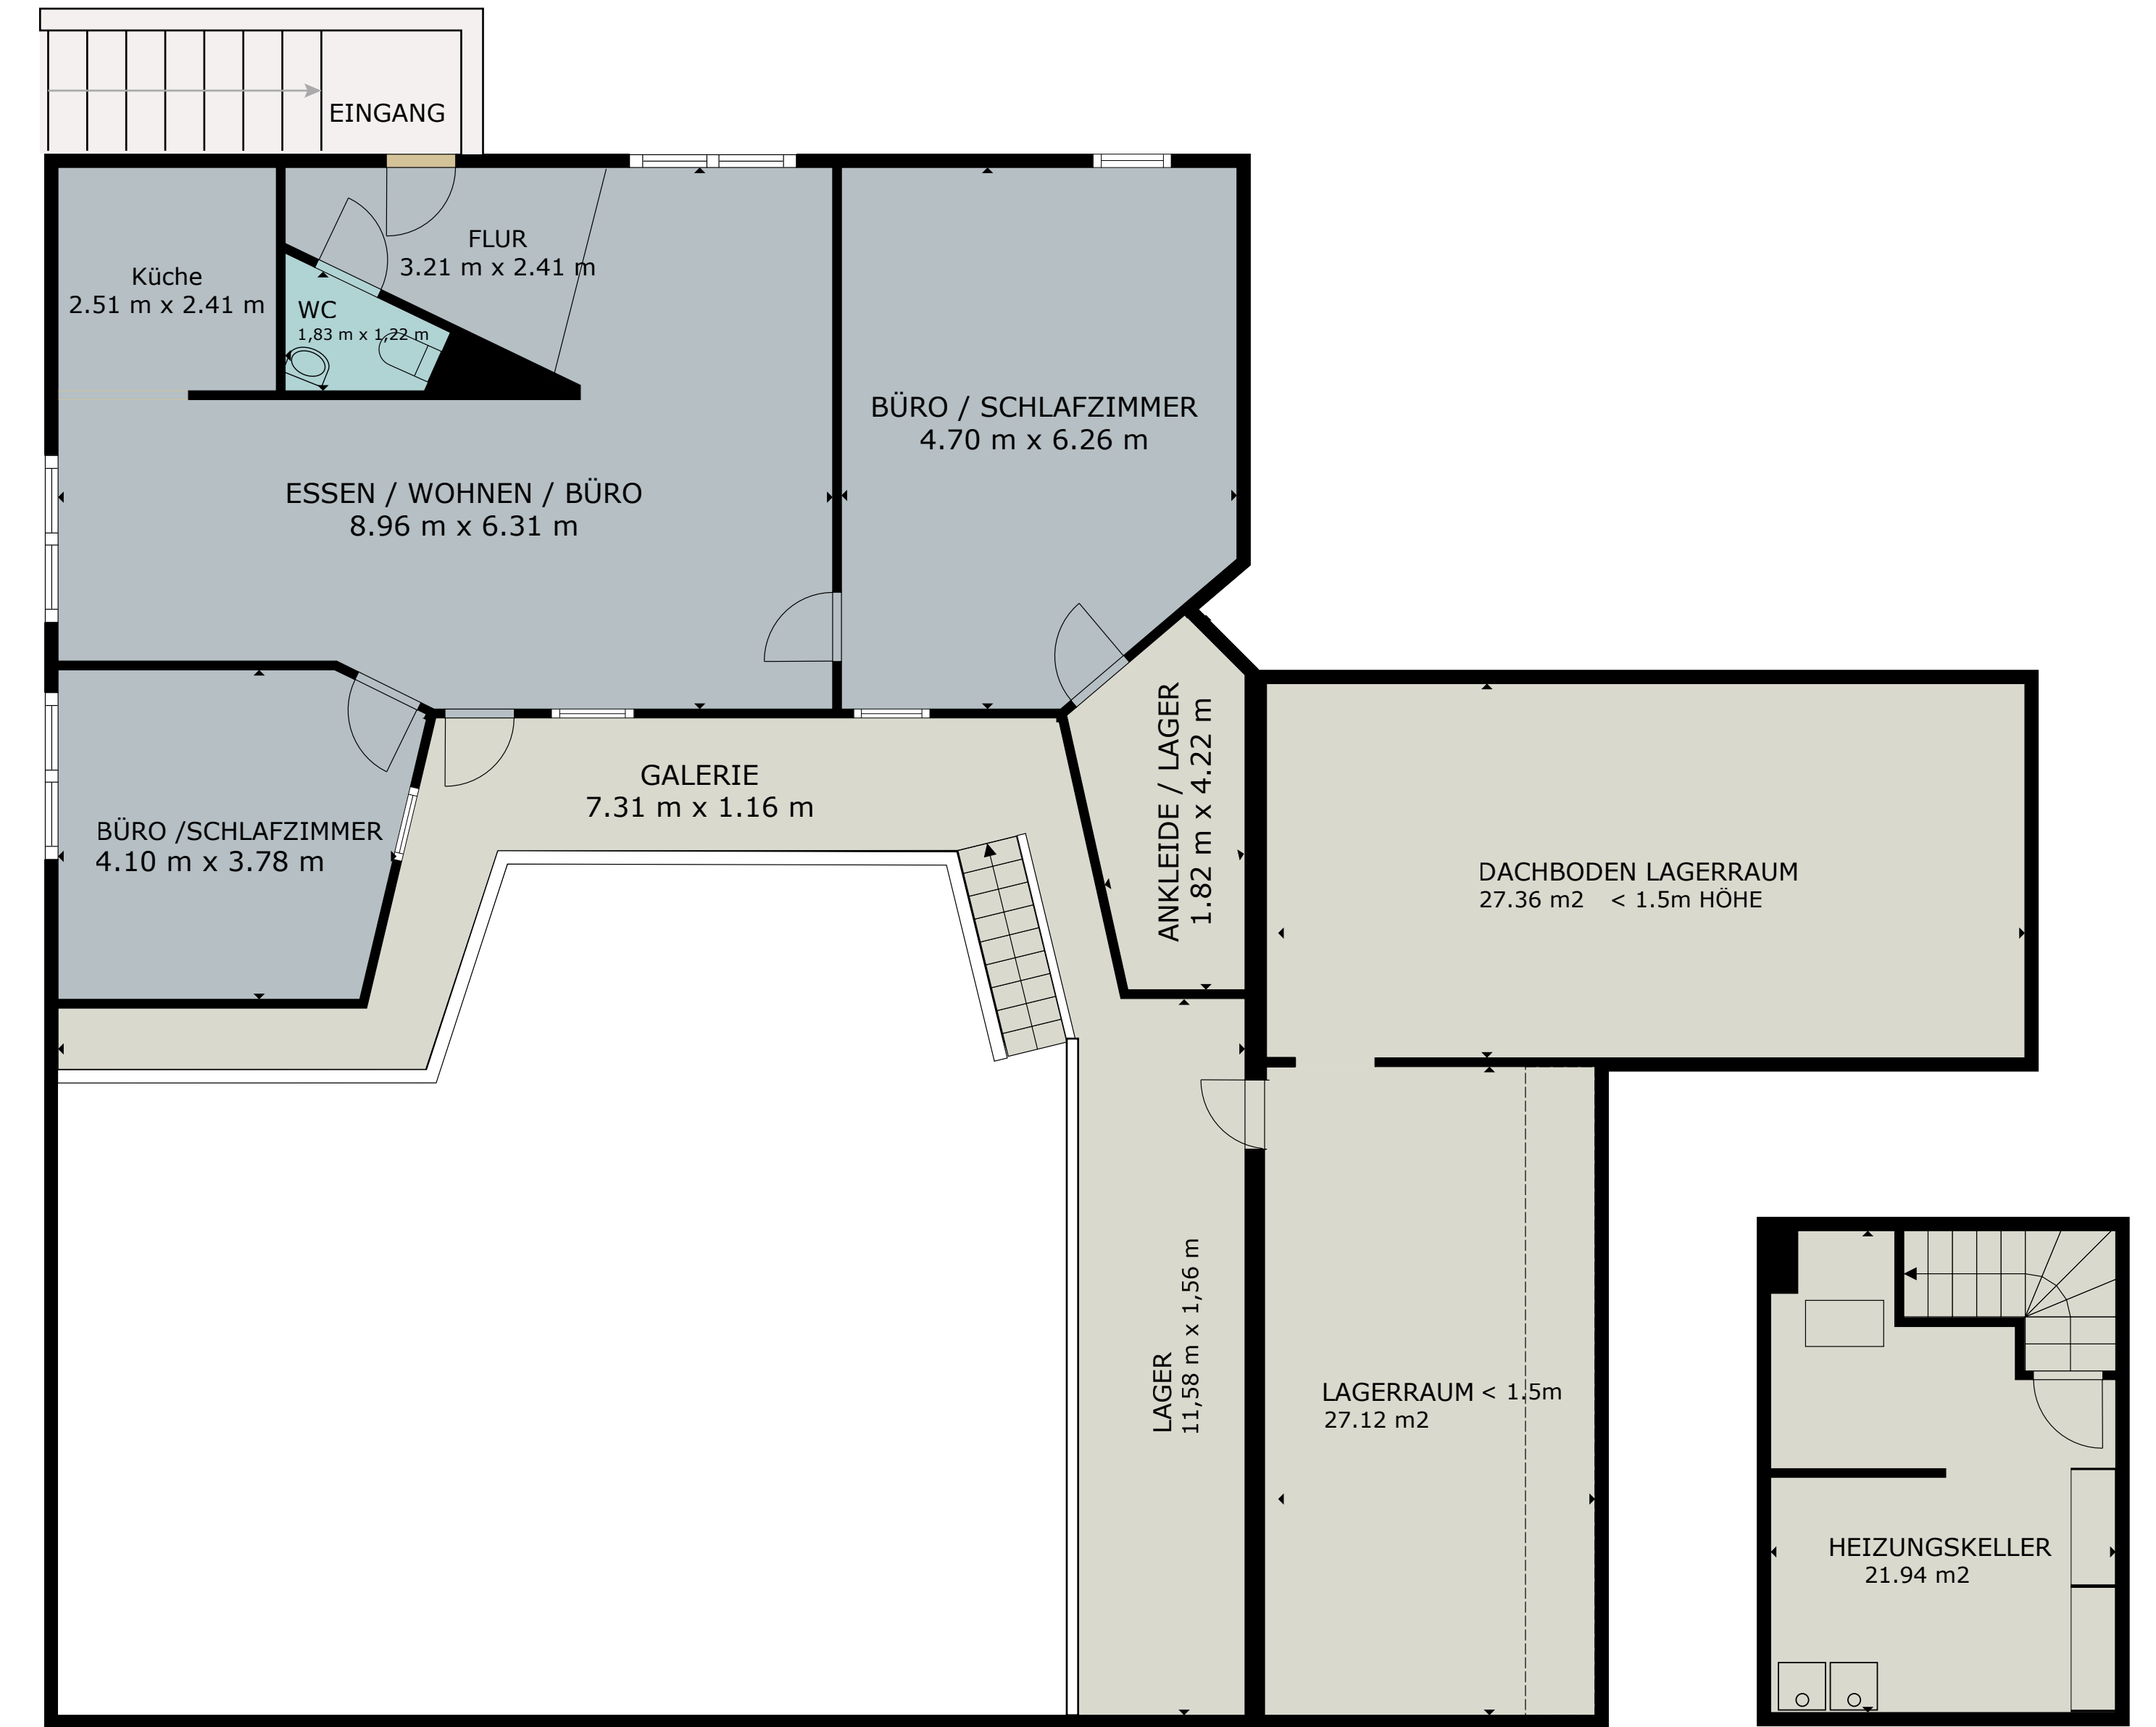 EINGANG
FLUR
3.21 m x 2.41 m
Küche
2.51 m x 2.41 m
WC
1,83 m x 1,22 m
BÜRO / SCHLAFZIMMER
4.70 m x 6.26 m
ESSEN / WOHNEN / BÜRO
8.96 m x 6.31 m
GALERIE
7.31 m x 1.16 m
BÜRO /SCHLAFZIMMER
4.10 m x 3.78 m
ANKLEIDE / LAGER
1.82 m x 4.22 m
DACHBODEN LAGERRAUM
27.36 m2 < 1.5m HÖHE
LAGER
11,58 m x 1,56 m
LAGERRAUM < 1.5m
27.12 m2
HEIZUNGSKELLER
21.94 m2